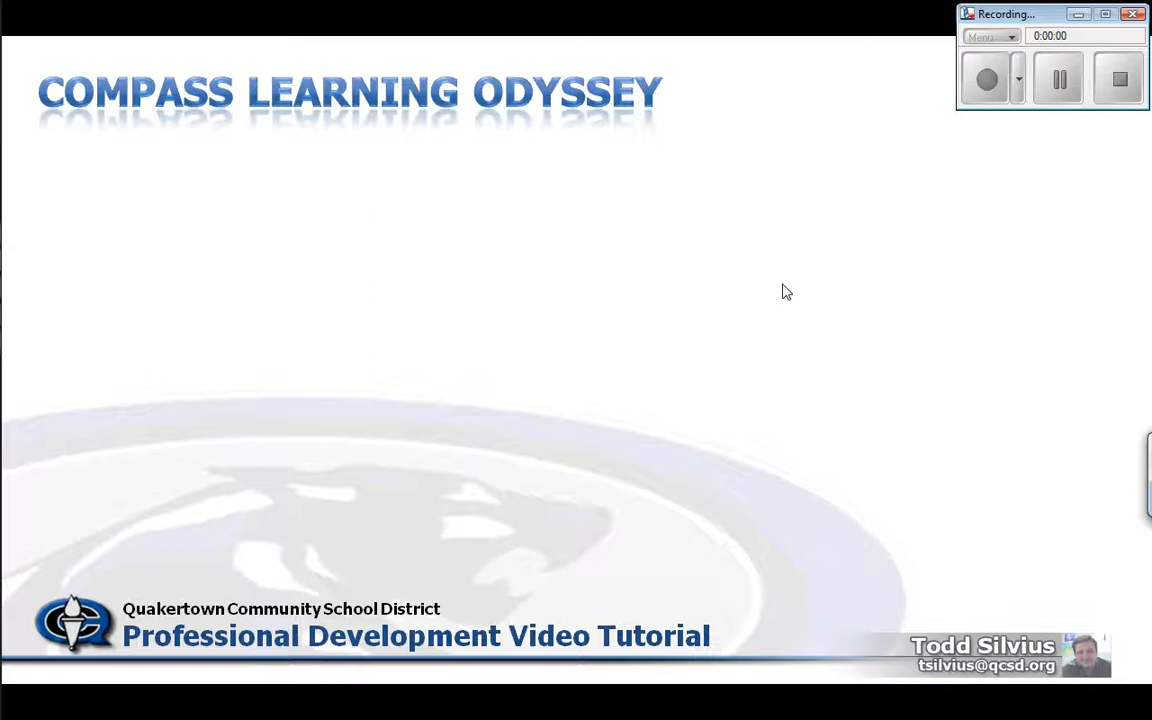 Recording...
Menu
0:00:00
COMPASS LEARNING ODYSSEY
Quakertown Community School District
Professional Development Video Tutorial
Todd Silvius
tsilvius@qcsd.org